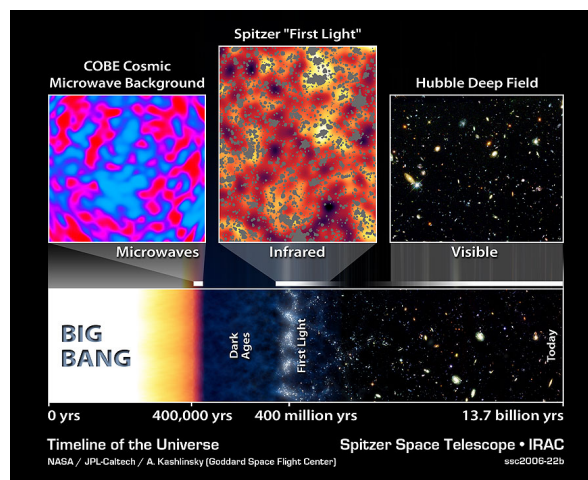 Spitzer "First Light"
COBE Cosmic
Microwave Background
Hubble Deep Field
Microwaves
Infrared
Visible
BIG
BANG
Dark
Ages
First Light
Today
0 yrs
400,000 yrs
400 million yrs
13.7 billion yrs
Timeline of the Universe
Spitzer Space Telescope • IRAC
NASA / JPL-Caltech / A. Kashlinsky (Goddard Space Flight Center)
ssc2006-22b